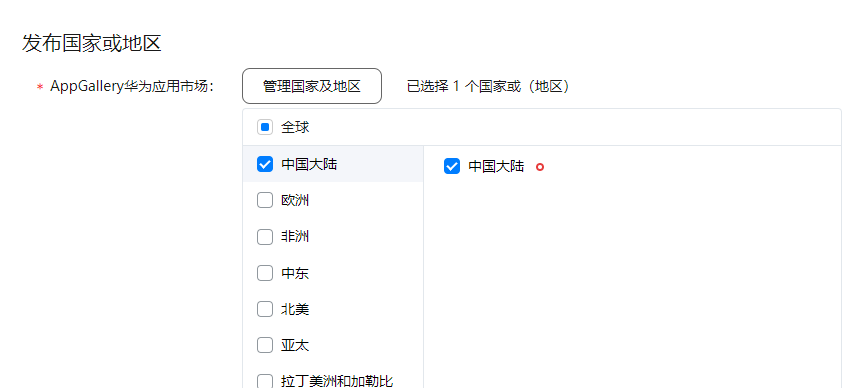 发布国家或地区
* AppGallery华为应用市场： 管理国家及地区 已选择 1 个国家或（地区）
全球
中国大陆 中国大陆
欧洲
非洲
中东
北美
亚太
拉丁美洲和加勒比